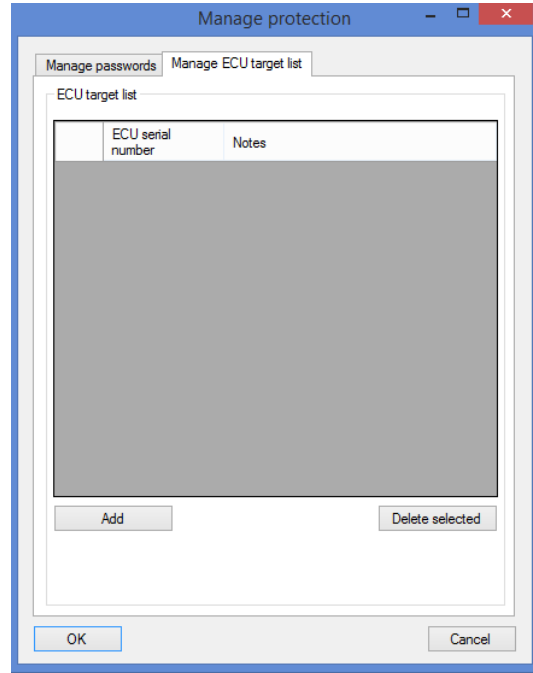 Manage protection
Manage passwords Manage ECU target list
ECU target list
ECU serial
number
Notes
Add Delete selected
OK Cancel